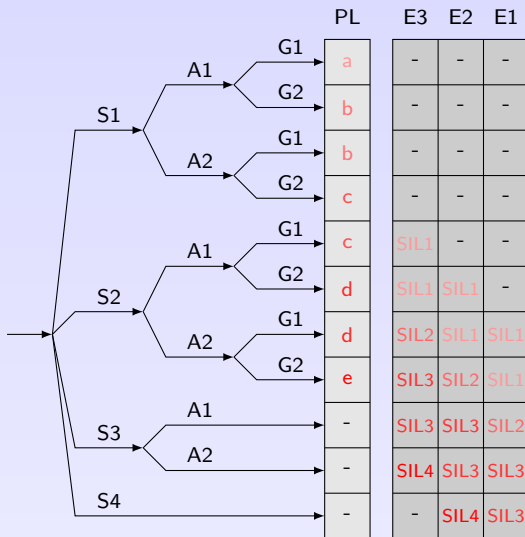 PL E3 E2 E1
G1 a - - -
A1
G2 b - - -
S1
G1 b - - -
A2
G2 c - - -
G1 c SIL1 - -
A1
G2 d SIL1 SIL1 -
S2
G1 d SIL2 SIL1 SIL1
A2
G2 e SIL3 SIL2 SIL1
A1 - SIL3 SIL3 SIL2
S3
A2 - SIL4 SIL3 SIL3
S4 - - SIL4 SIL3